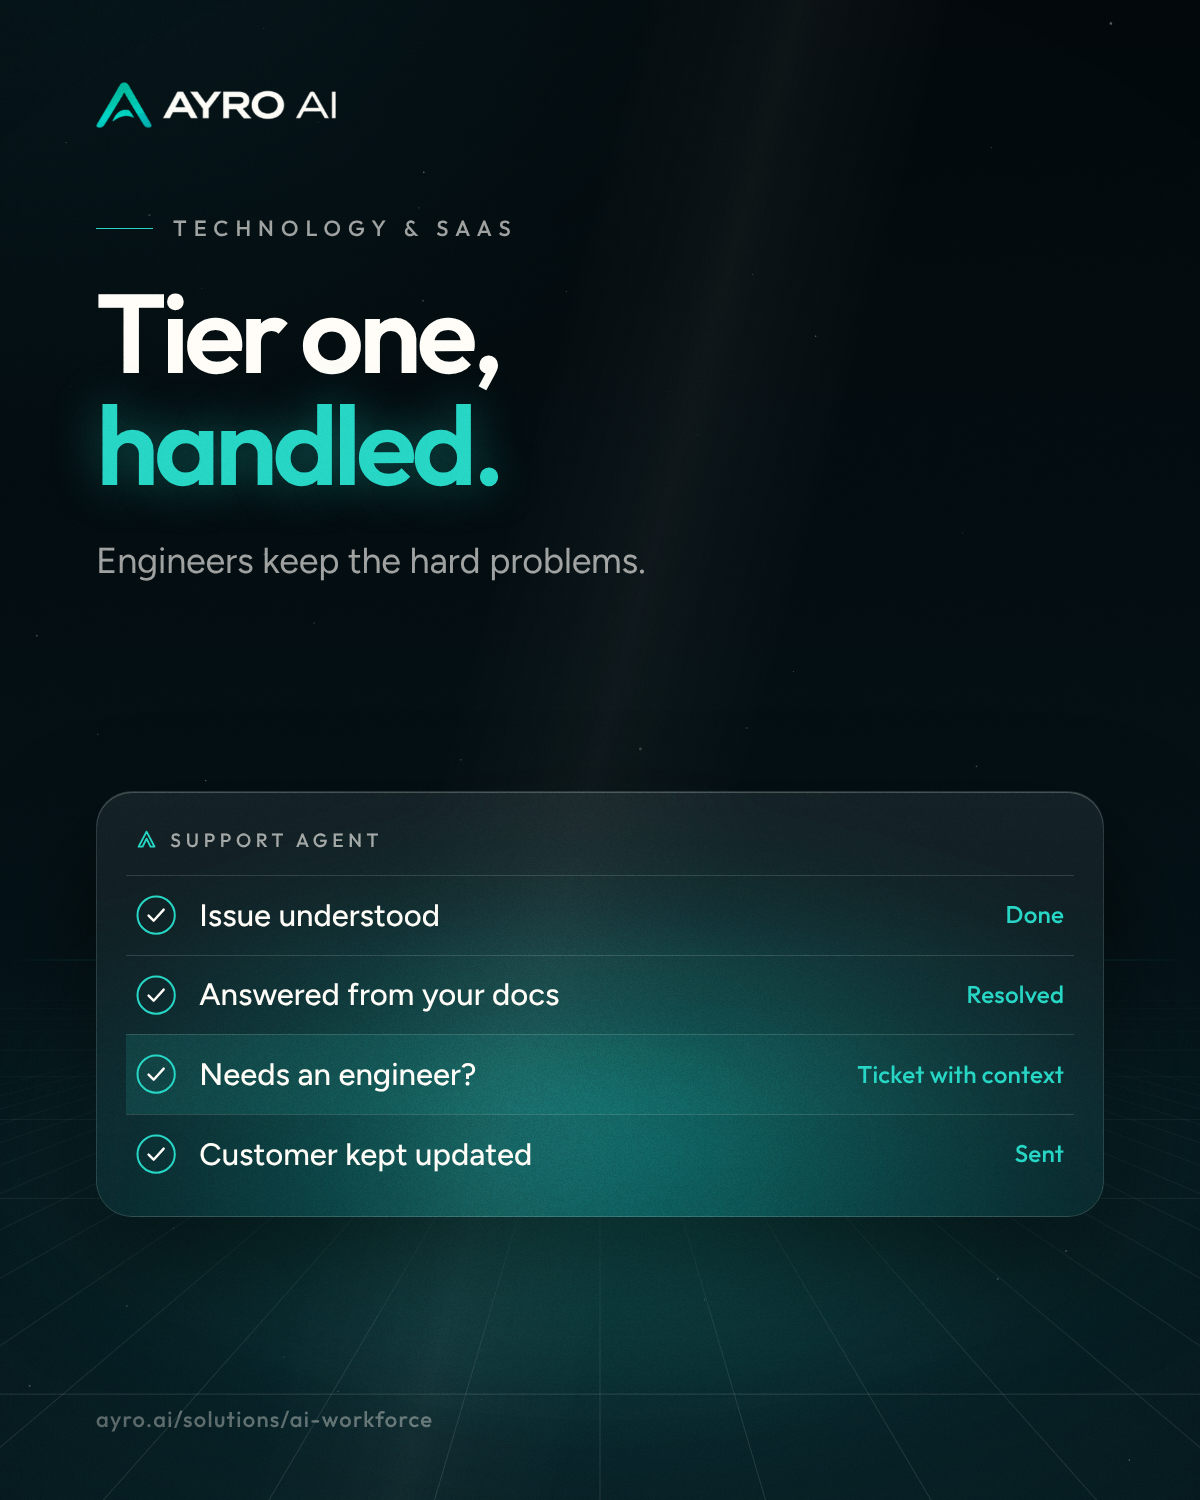 AYRO AI
TECHNOLOGY & SAAS
Tier one,
handled.
Engineers keep the hard problems.
SUPPORT AGENT
Issue understood
Done
Answered from your docs
Resolved
Needs an engineer?
Ticket with context
Customer kept updated
Sent
ayro.ai/solutions/ai-workforce